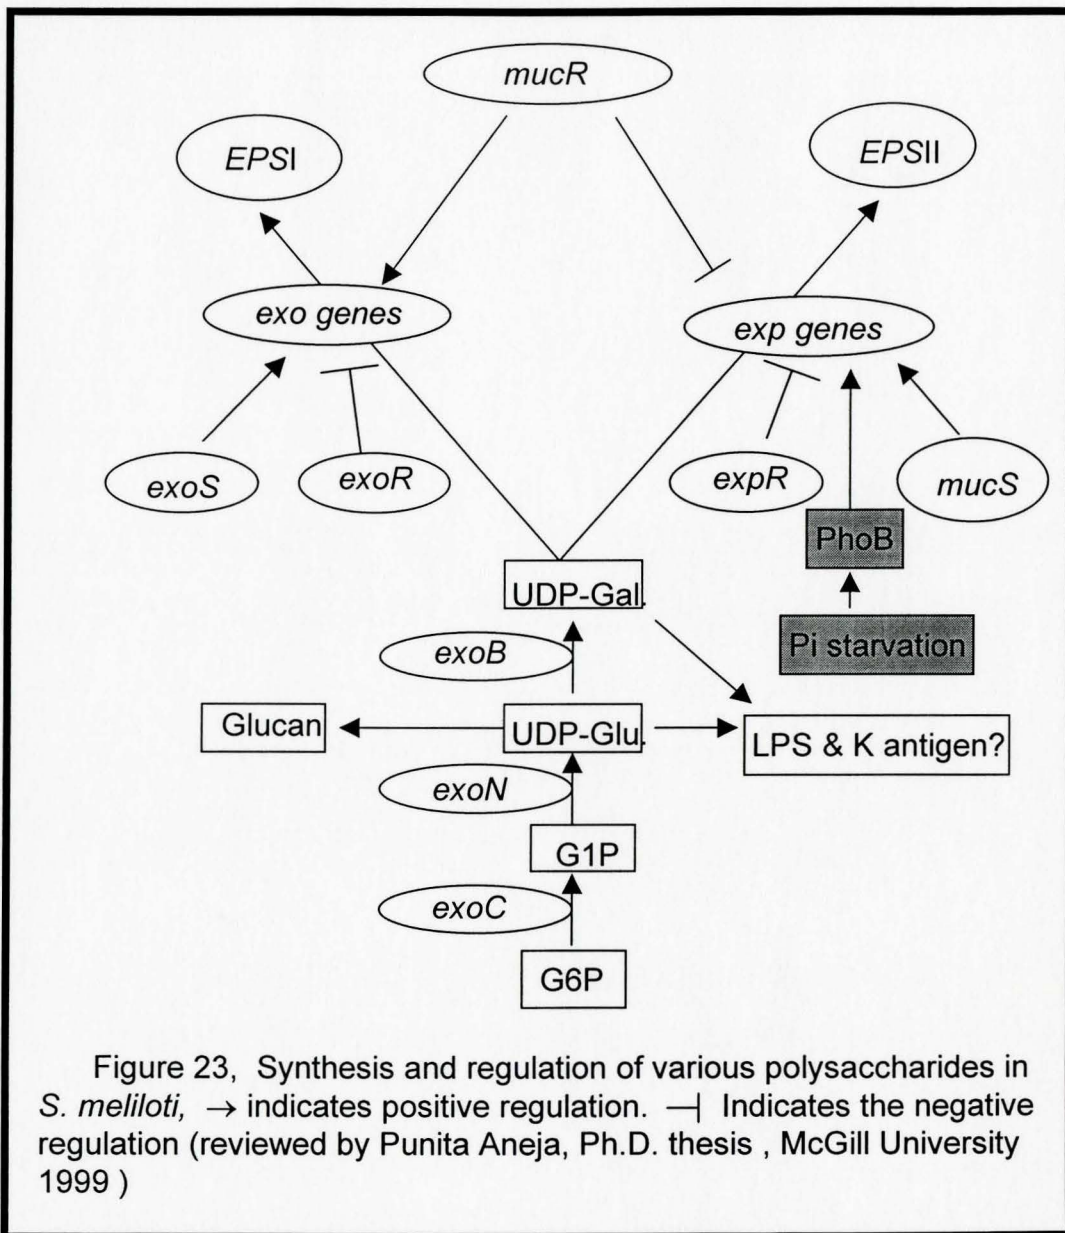 mucR
EPSI
EPSII
exo genes
exp genes
exoS
exoR
expR
mucS
PhoB
UDP-Gal.
Pi starvation
exoB
Glucan
UDP-Glu.
LPS & K antigen?
exoN
G1P
exoC
G6P
Figure 23, Synthesis and regulation of various polysaccharides in
S. meliloti, → indicates positive regulation. ⊣ Indicates the negative
regulation (reviewed by Punita Aneja, Ph.D. thesis , McGill University
1999 )